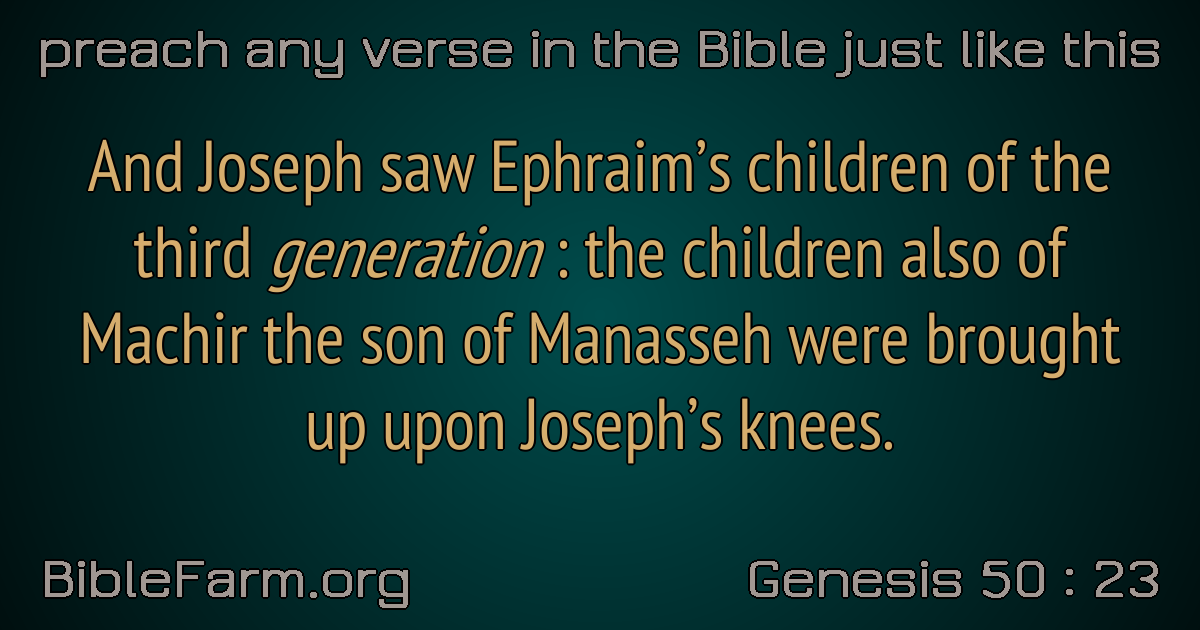 preach any verse in the Bible just like this
And Joseph saw Ephraim’s children of the
third generation : the children also of
Machir the son of Manasseh were brought
up upon Joseph’s knees.
BibleFarm.org
Genesis 50 : 23